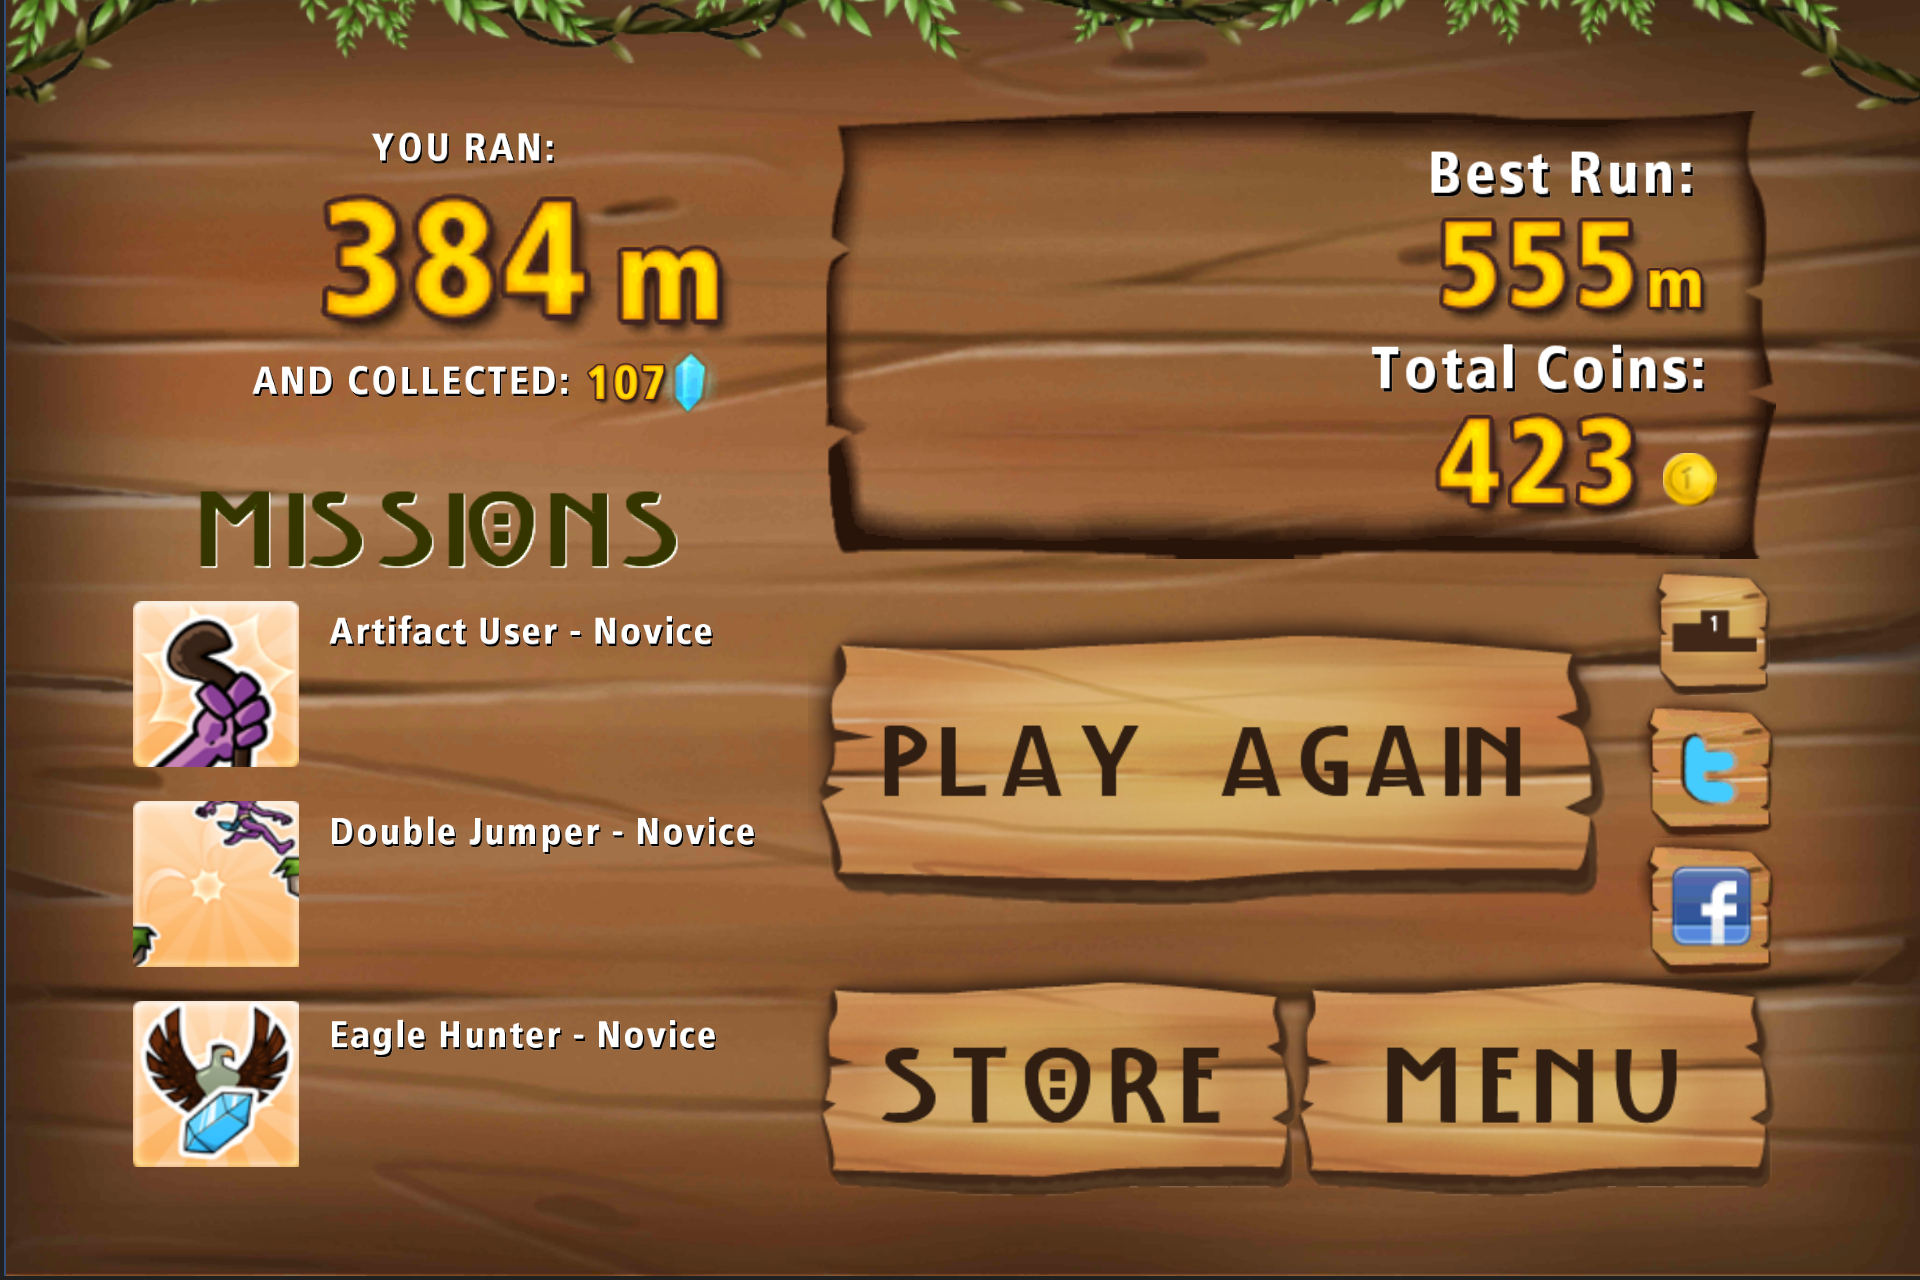 YOU RAN:
384 m
AND COLLECTED: 107
MISSIONS
Artifact User - Novice
Double Jumper - Novice
Eagle Hunter - Novice
Best Run:
555m
Total Coins:
423
1
1
PLAY AGAIN
t
f
STORE
MENU